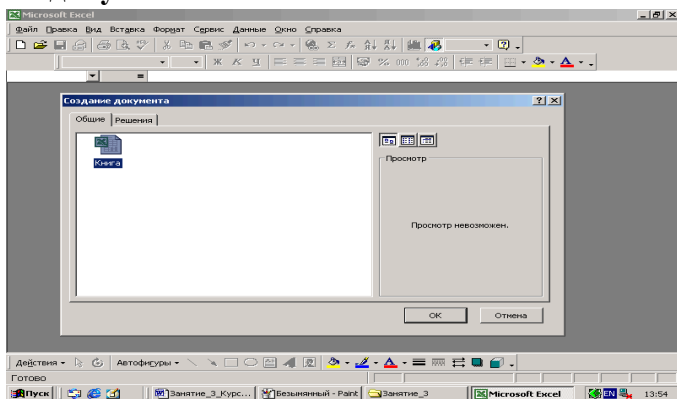 Microsoft Excel
Файл Правка Вид Вставка Формат Сервис Данные Окно Справка
Ж К Ч % 000
=
Создание документа
Общие Решения
Книга
Просмотр
Просмотр невозможен.
ОК Отмена
Действия Автофигуры
Готово
Пуск Занятие_3_Курс... Безымянный - Paint Занятие_3 Microsoft Excel EN 13:54